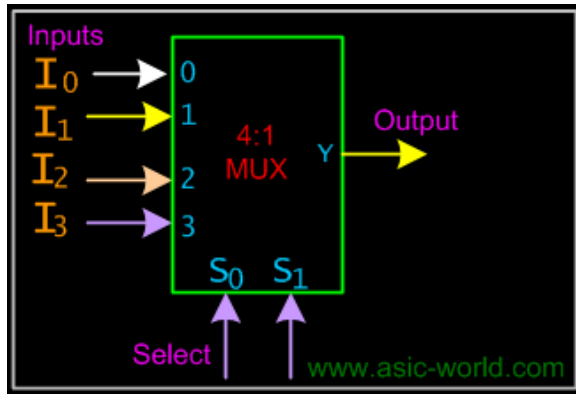 Inputs
I0 0
I1 1
4:1
MUX
Output
Y
I2 2
I3 3
S0 S1
Select
www.asic-world.com